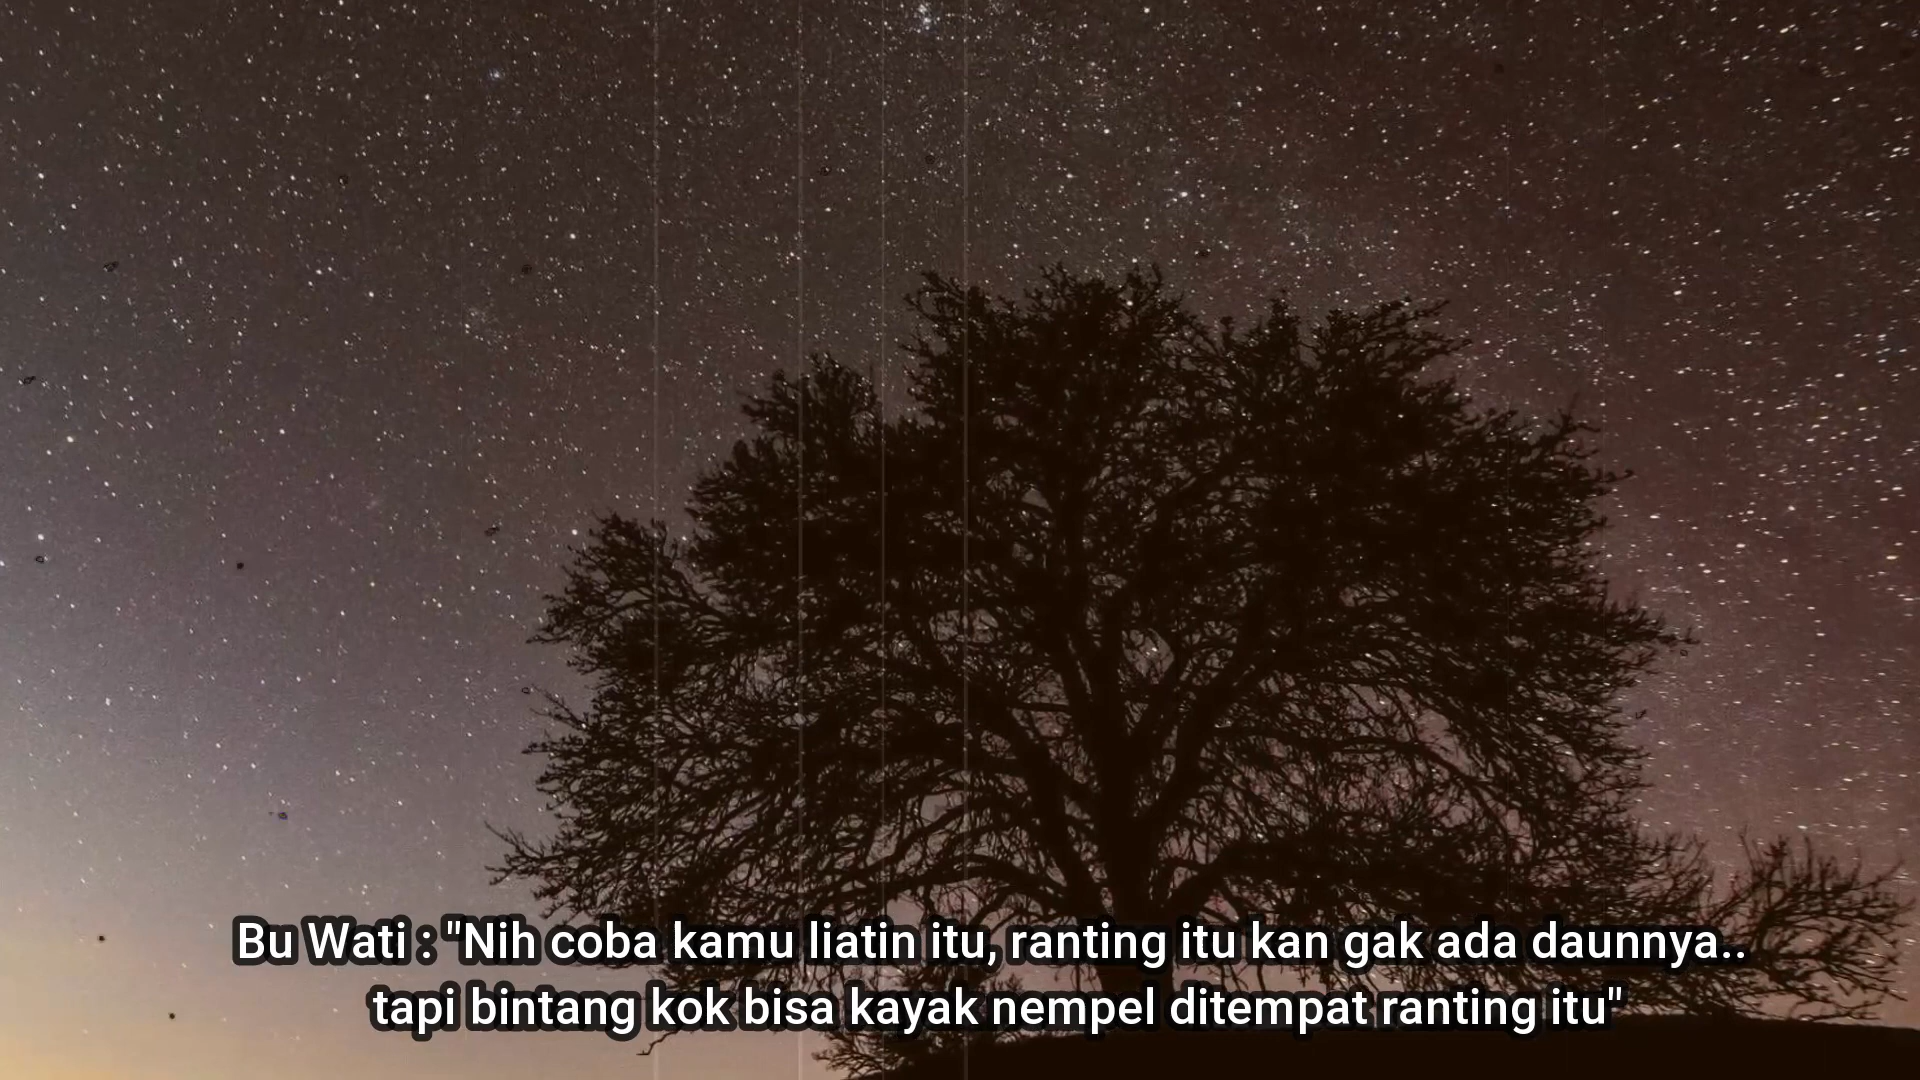 Bu Wati : "Nih coba kamu liatin itu, ranting itu kan gak ada daunnya..
tapi bintang kok bisa kayak nempel ditempat ranting itu"